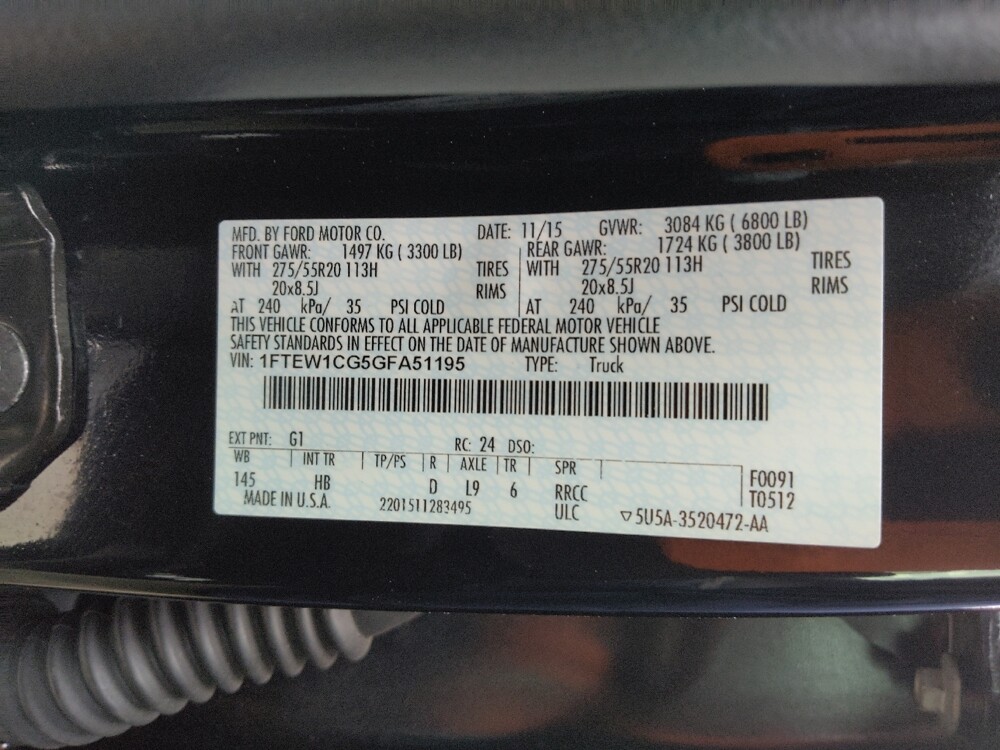 MFD. BY FORD MOTOR CO. DATE: 11/15 GVWR: 3084 KG ( 6800 LB)
FRONT GAWR: 1497 KG ( 3300 LB) REAR GAWR: 1724 KG ( 3800 LB)
WITH 275/55R20 113H TIRES WITH 275/55R20 113H TIRES
20x8.5J RIMS 20x8.5J RIMS
AT 240 kPa/ 35 PSI COLD AT 240 kPa/ 35 PSI COLD
THIS VEHICLE CONFORMS TO ALL APPLICABLE FEDERAL MOTOR VEHICLE
SAFETY STANDARDS IN EFFECT ON THE DATE OF MANUFACTURE SHOWN ABOVE.
VIN: 1FTEW1CG5GFA51195 TYPE: Truck
EXT PNT: G1 RC: 24 DSO:
WB INT TR TP/PS R AXLE TR SPR
145 HB D L9 6 RRCC F0091
MADE IN U.S.A. 2201511283495 ULC T0512
▽5U5A-3520472-AA